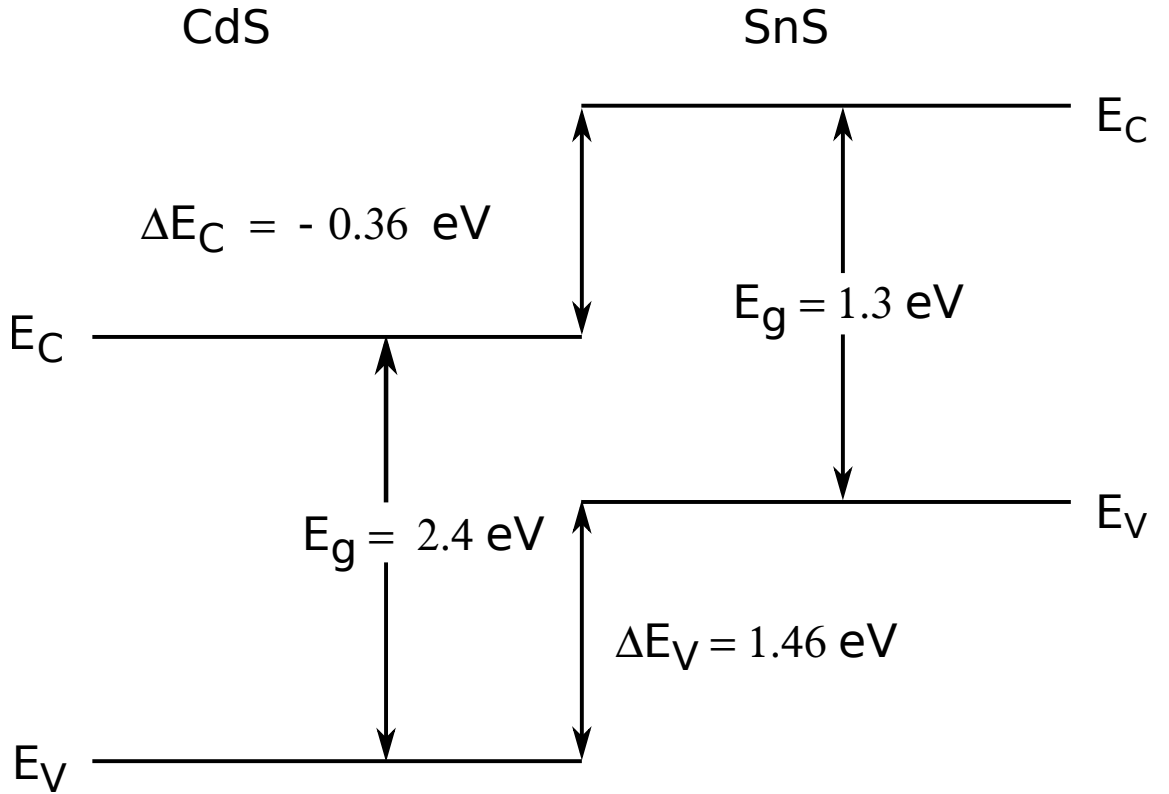 CdS
SnS
E_C
ΔE_C = - 0.36 eV
E_g = 1.3 eV
E_C
E_V
E_g = 2.4 eV
ΔE_V = 1.46 eV
E_V